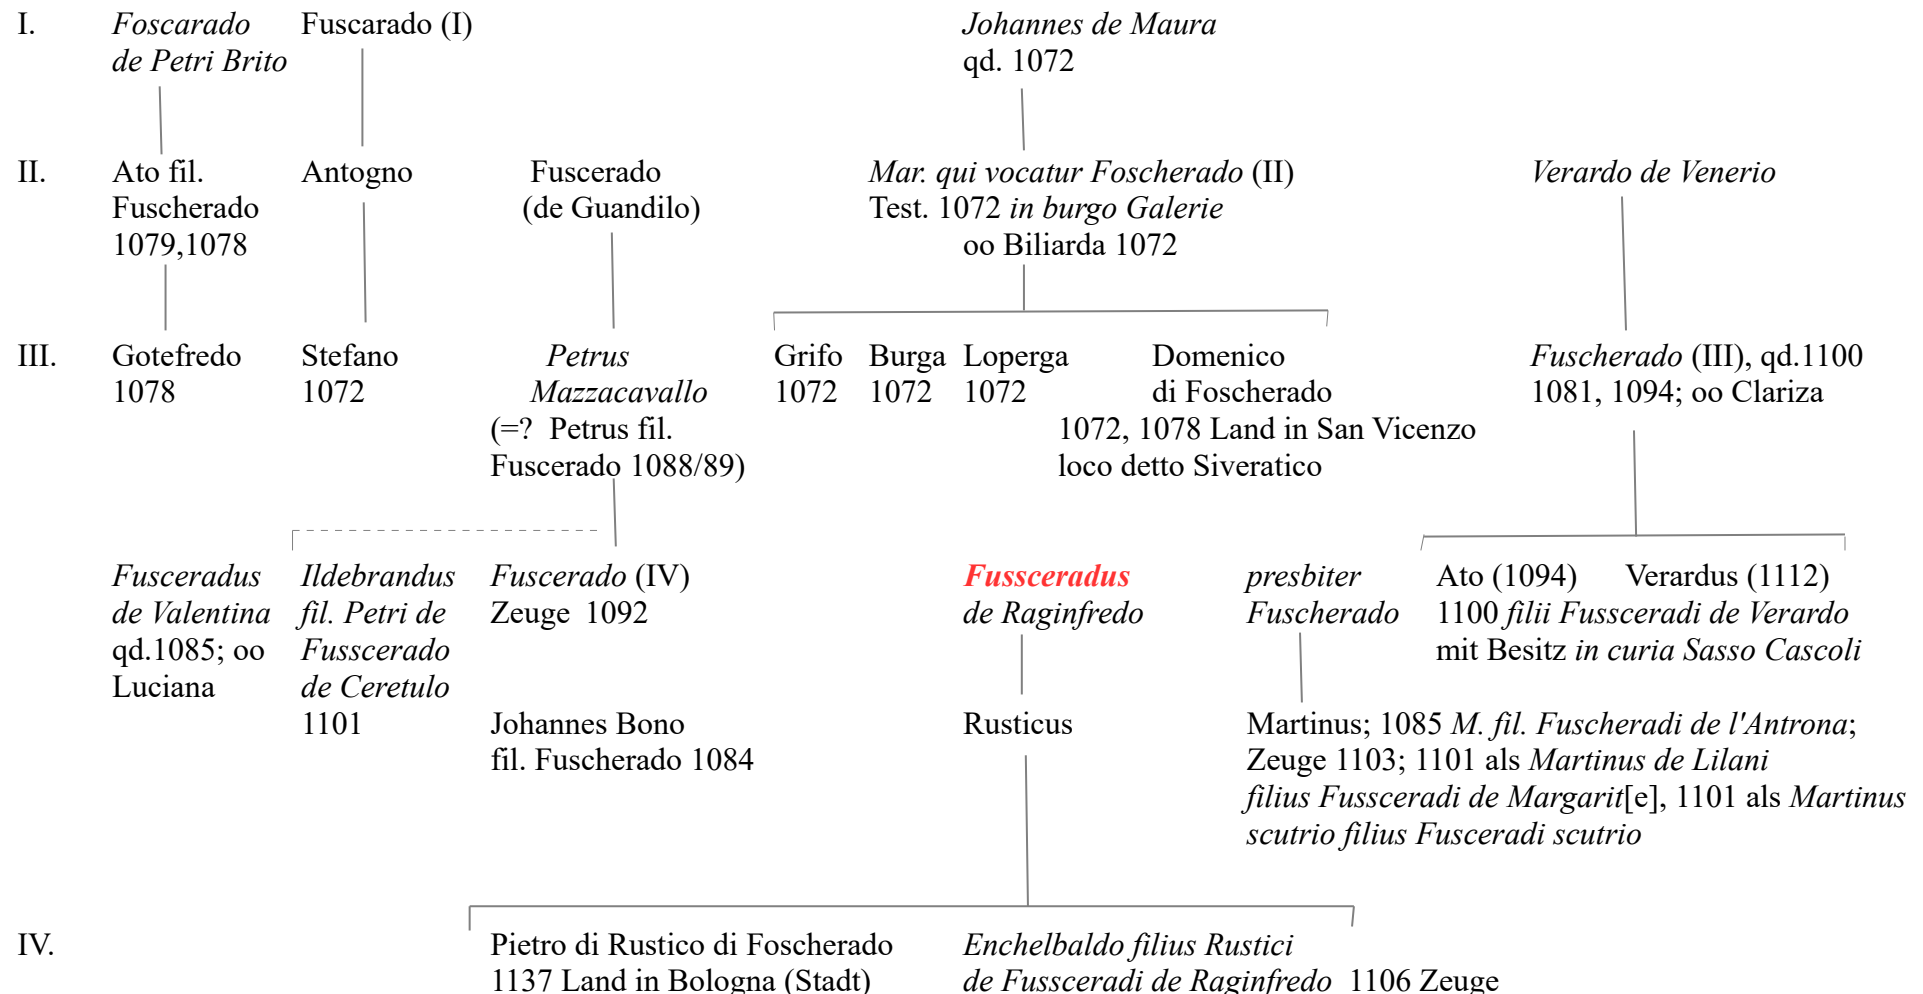 I. Foscarado Fuscarado (I) Johannes de Maura
de Petri Brito qd. 1072
II. Ato fil. Antogno Fuscerado Mar. qui vocatur Foscherado (II) Verardo de Venerio
Fuscherado (de Guandilo) Test. 1072 in burgo Galerie
1079,1078 oo Biliarda 1072
III. Gotefredo Stefano Petrus Grifo Burga Loperga Domenico Fuscherado (III), qd.1100
1078 1072 Mazzacavallo 1072 1072 1072 di Foscherado 1081, 1094; oo Clariza
(=? Petrus fil. 1072, 1078 Land in San Vicenzo
Fuscerado 1088/89) loco detto Siveratico
Fusceradus Ildebrandus Fuscerado (IV) Fussceradus presbiter Ato (1094) Verardus (1112)
de Valentina fil. Petri de Zeuge 1092 de Raginfredo Fuscherado 1100 filii Fussceradi de Verardo
qd.1085; oo Fusscerado mit Besitz in curia Sasso Cascoli
Luciana de Ceretulo
1101 Johannes Bono Rusticus Martinus; 1085 M. fil. Fuscheradi de l'Antrona;
fil. Fuscherado 1084 Zeuge 1103; 1101 als Martinus de Lilani
filius Fussceradi de Margarit[e], 1101 als Martinus
scutrio filius Fusceradi scutrio
IV. Pietro di Rustico di Foscherado Enchelbaldo filius Rustici
1137 Land in Bologna (Stadt) de Fussceradi de Raginfredo 1106 Zeuge